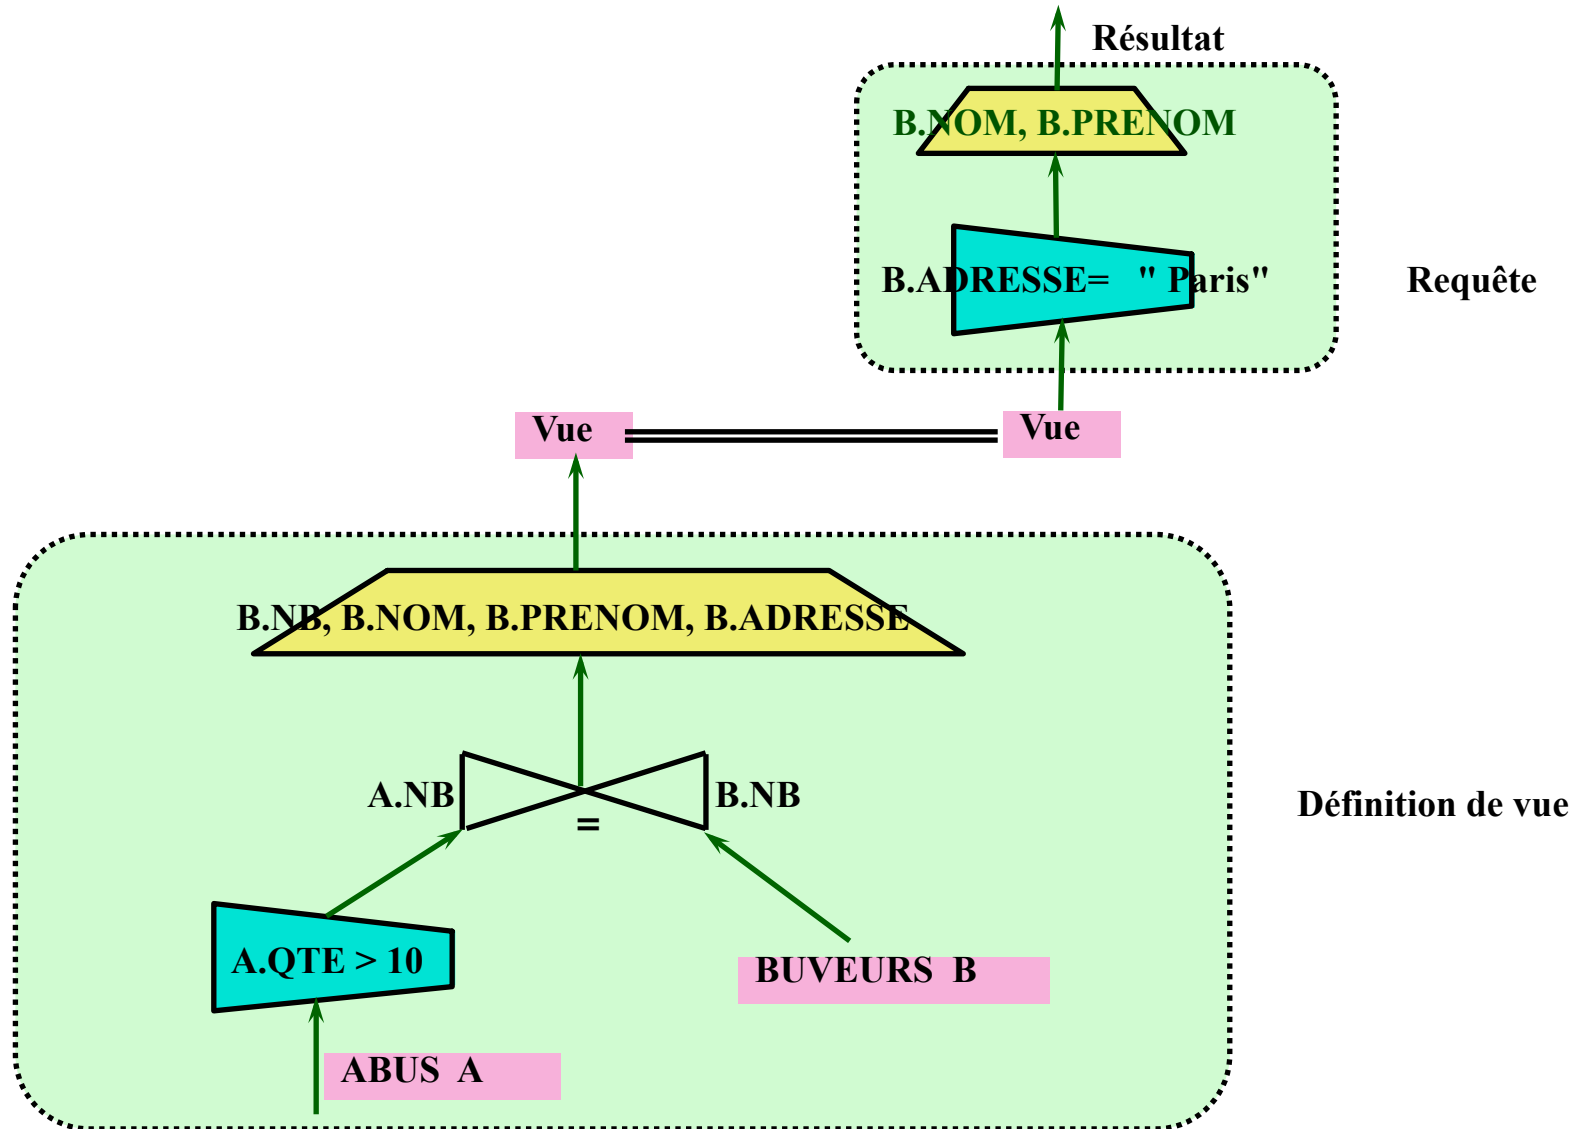 Résultat
B.NOM, B.PRENOM
B.ADRESSE= " Paris"
Requête
Vue
Vue
B.NB, B.NOM, B.PRENOM, B.ADRESSE
A.NB
B.NB
=
Définition de vue
A.QTE > 10
BUVEURS B
ABUS A